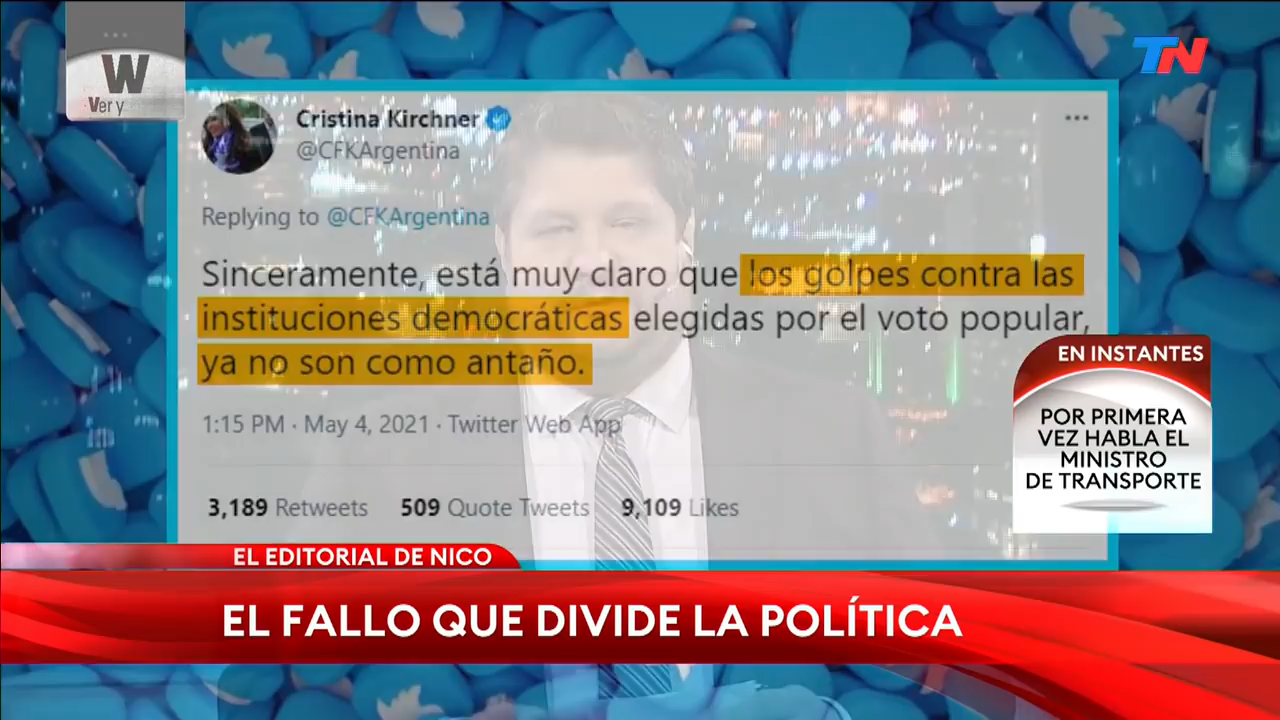 W
Ver y
TN
Cristina Kirchner
@CFKArgentina
Replying to @CFKArgentina
Sinceramente, está muy claro que los golpes contra las
instituciones democráticas elegidas por el voto popular,
ya no son como antaño.
1:15 PM · May 4, 2021 · Twitter Web App
3,189 Retweets 509 Quote Tweets 9,109 Likes
EN INSTANTES
POR PRIMERA
VEZ HABLA EL
MINISTRO
DE TRANSPORTE
EL EDITORIAL DE NICO
EL FALLO QUE DIVIDE LA POLÍTICA